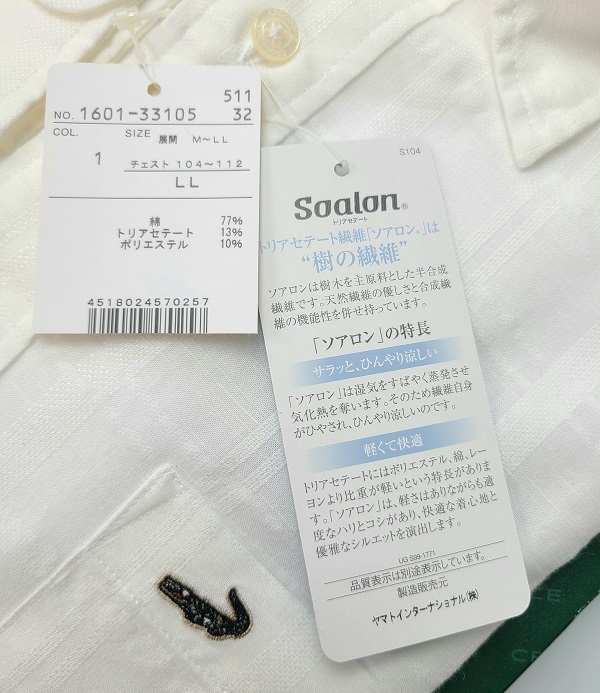 511
NO. 1601-33105 32
COL. SIZE 展開 M～LL
1 チェスト 104～112
LL
綿 77%
トリアセテート 13%
ポリエステル 10%
4518024570257
S104
Soalon®
トリアセテート
トリアセテート繊維「ソアロン®」は
“樹の繊維”
ソアロンは樹木を主原料とした半合成
繊維です。天然繊維の優しさと合成繊
維の機能性を併せ持っています。
「ソアロン」の特長
サラッと、ひんやり涼しい
「ソアロン」は湿気をすばやく蒸発させ
気化熱を奪います。そのため繊維自身
がひやされ、ひんやり涼しいのです。
軽くて快適
トリアセテートにはポリエステル、綿、レー
ヨンより比重が軽いという特長がありま
す。「ソアロン」は、軽さはありながらも適
度なハリとコシがあり、快適な着心地と
優雅なシルエットを演出します。
UG S99-1771
品質表示は別途表示しています。
製造販売元
ヤマトインターナショナル(株)